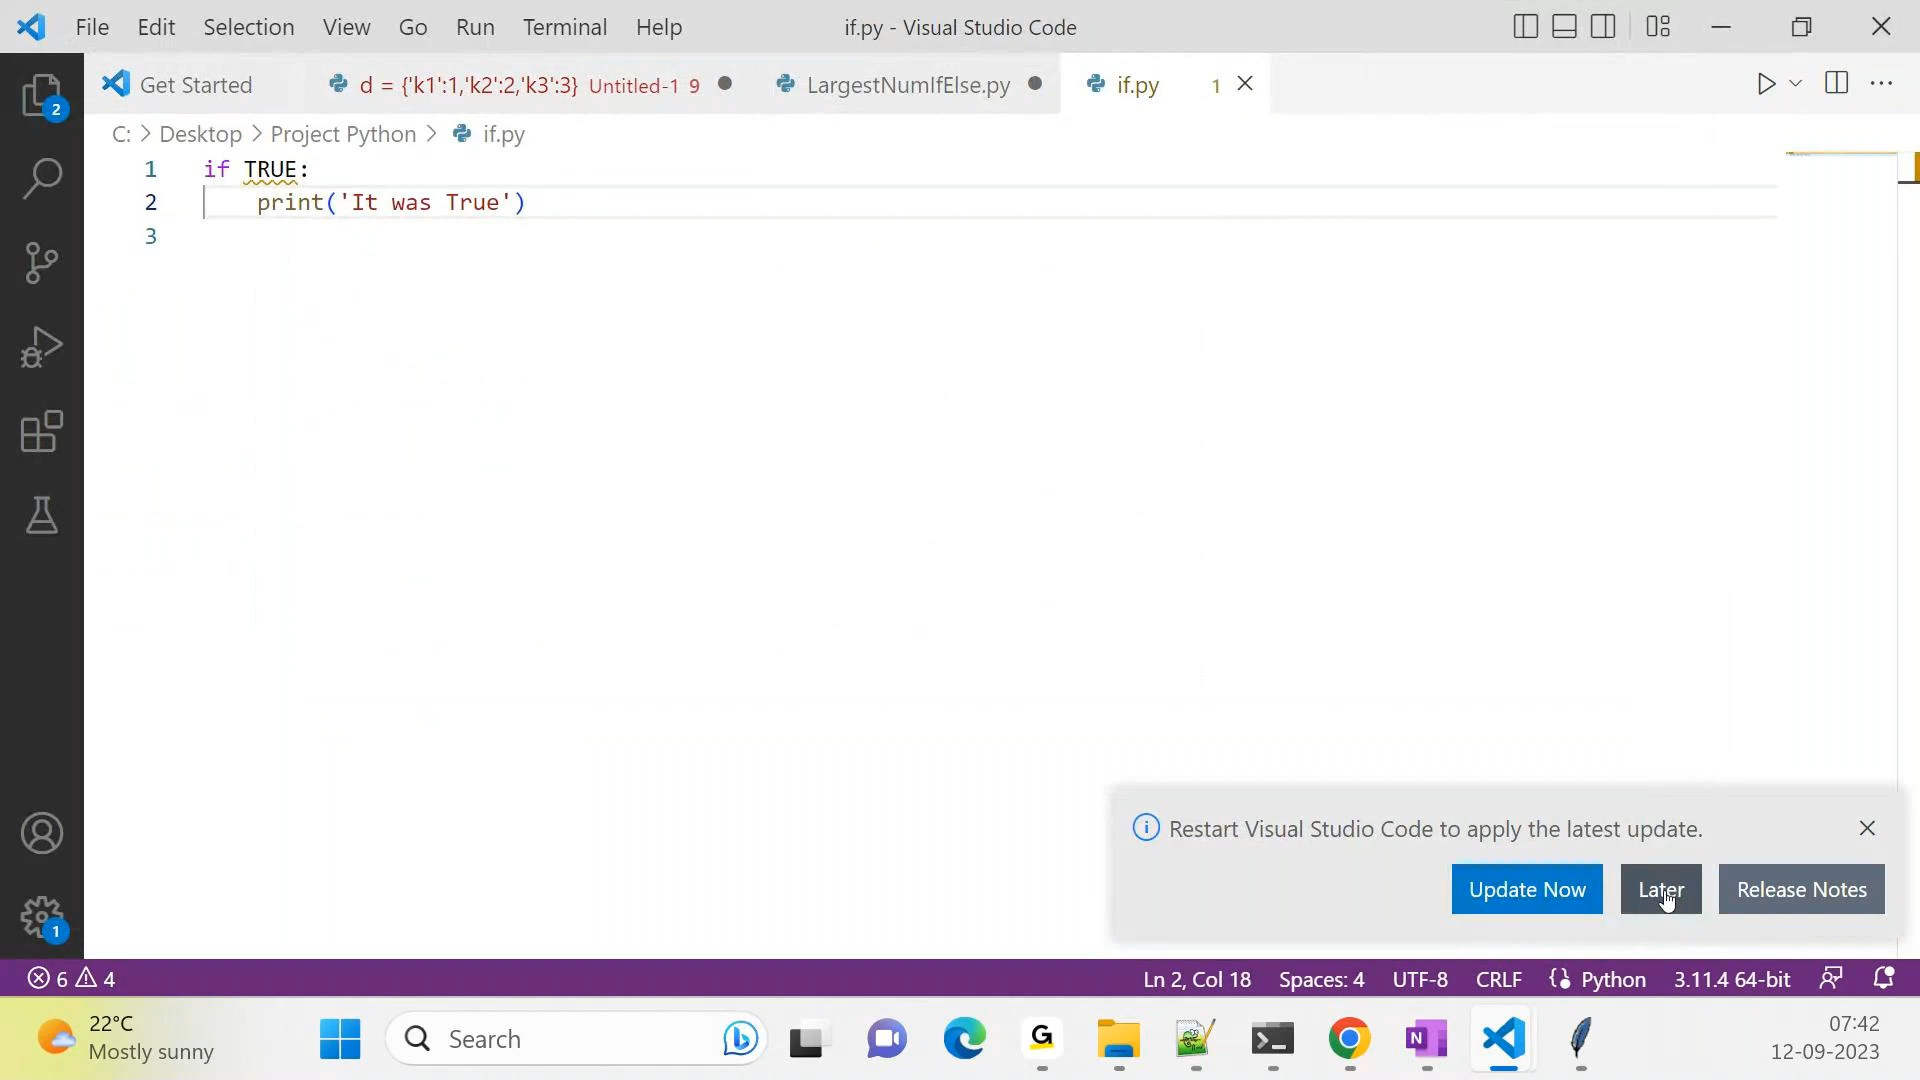 File Edit Selection View Go Run Terminal Help if.py - Visual Studio Code
Get Started d = {'k1':1,'k2':2,'k3':3} Untitled-1 9 LargestNumIfElse.py if.py 1
C: > Desktop > Project Python > if.py
1 if TRUE:
2 print('It was True')
3
2
Restart Visual Studio Code to apply the latest update.
Update Now Later Release Notes
1
6 4 Ln 2, Col 18 Spaces: 4 UTF-8 CRLF Python 3.11.4 64-bit
22°C
Mostly sunny
Search
G
N
07:42
12-09-2023